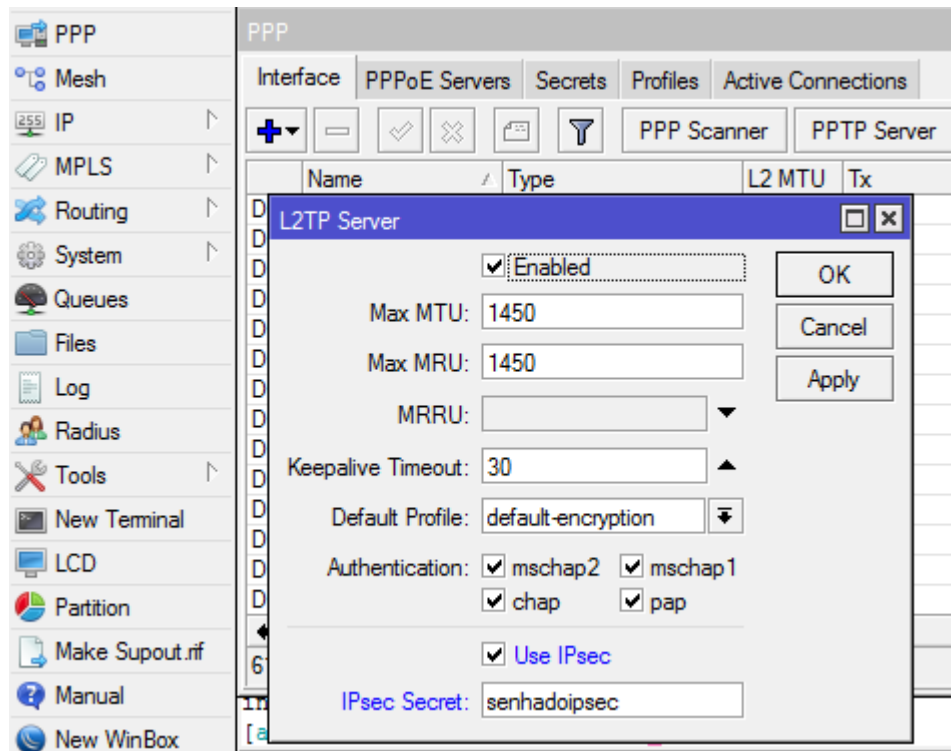 PPP
Mesh
255 IP
MPLS
Routing
System
Queues
Files
Log
Radius
Tools
New Terminal
LCD
Partition
Make Supout.rif
Manual
New WinBox
PPP
Interface PPPoE Servers Secrets Profiles Active Connections
PPP Scanner PPTP Server
Name Type L2 MTU Tx
D
D
D
D
D
D
D
D
D
D
D
D
D
D
L2TP Server
Enabled
Max MTU: 1450
Max MRU: 1450
MRRU:
Keepalive Timeout: 30
Default Profile: default-encryption
Authentication: mschap2 mschap1
chap pap
Use IPsec
IPsec Secret: senhadoipsec
OK
Cancel
Apply